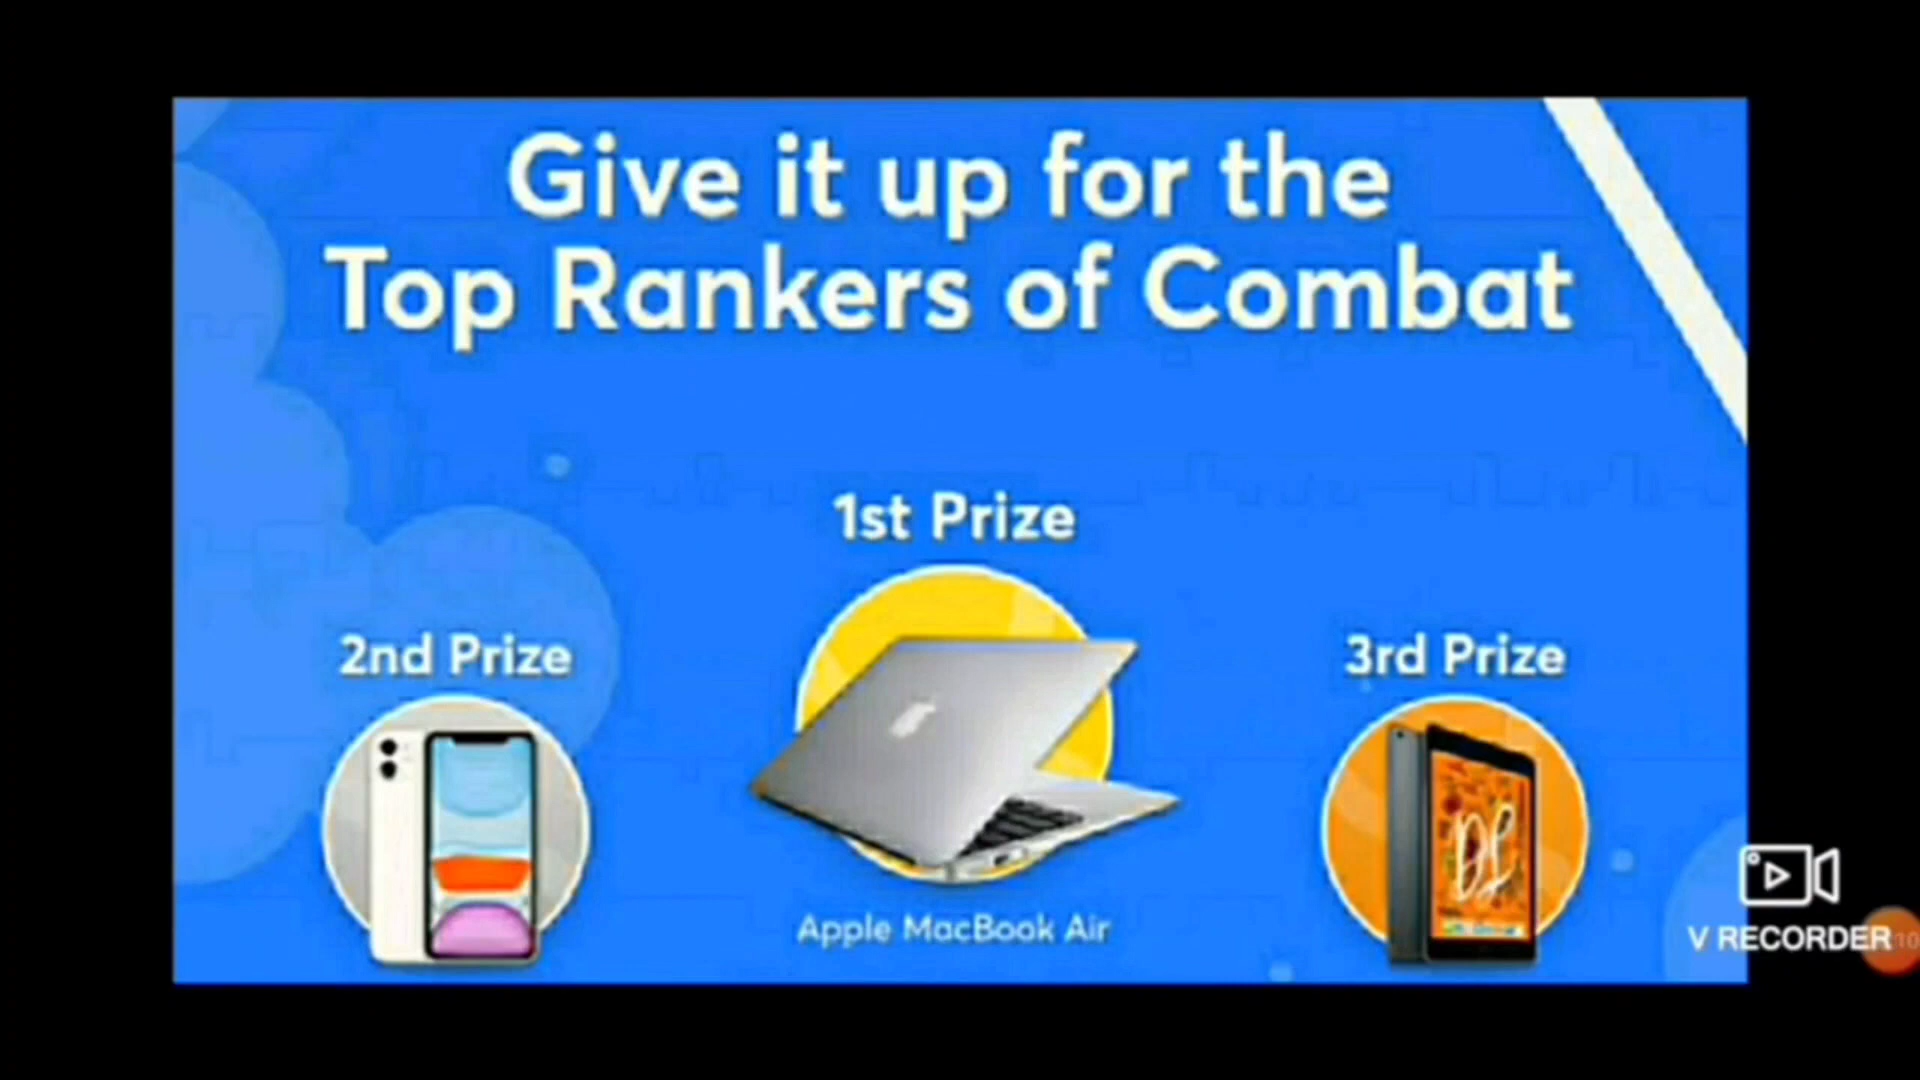 Give it up for the
Top Rankers of Combat
1st Prize
2nd Prize
3rd Prize
Apple MacBook Air
V RECORDER